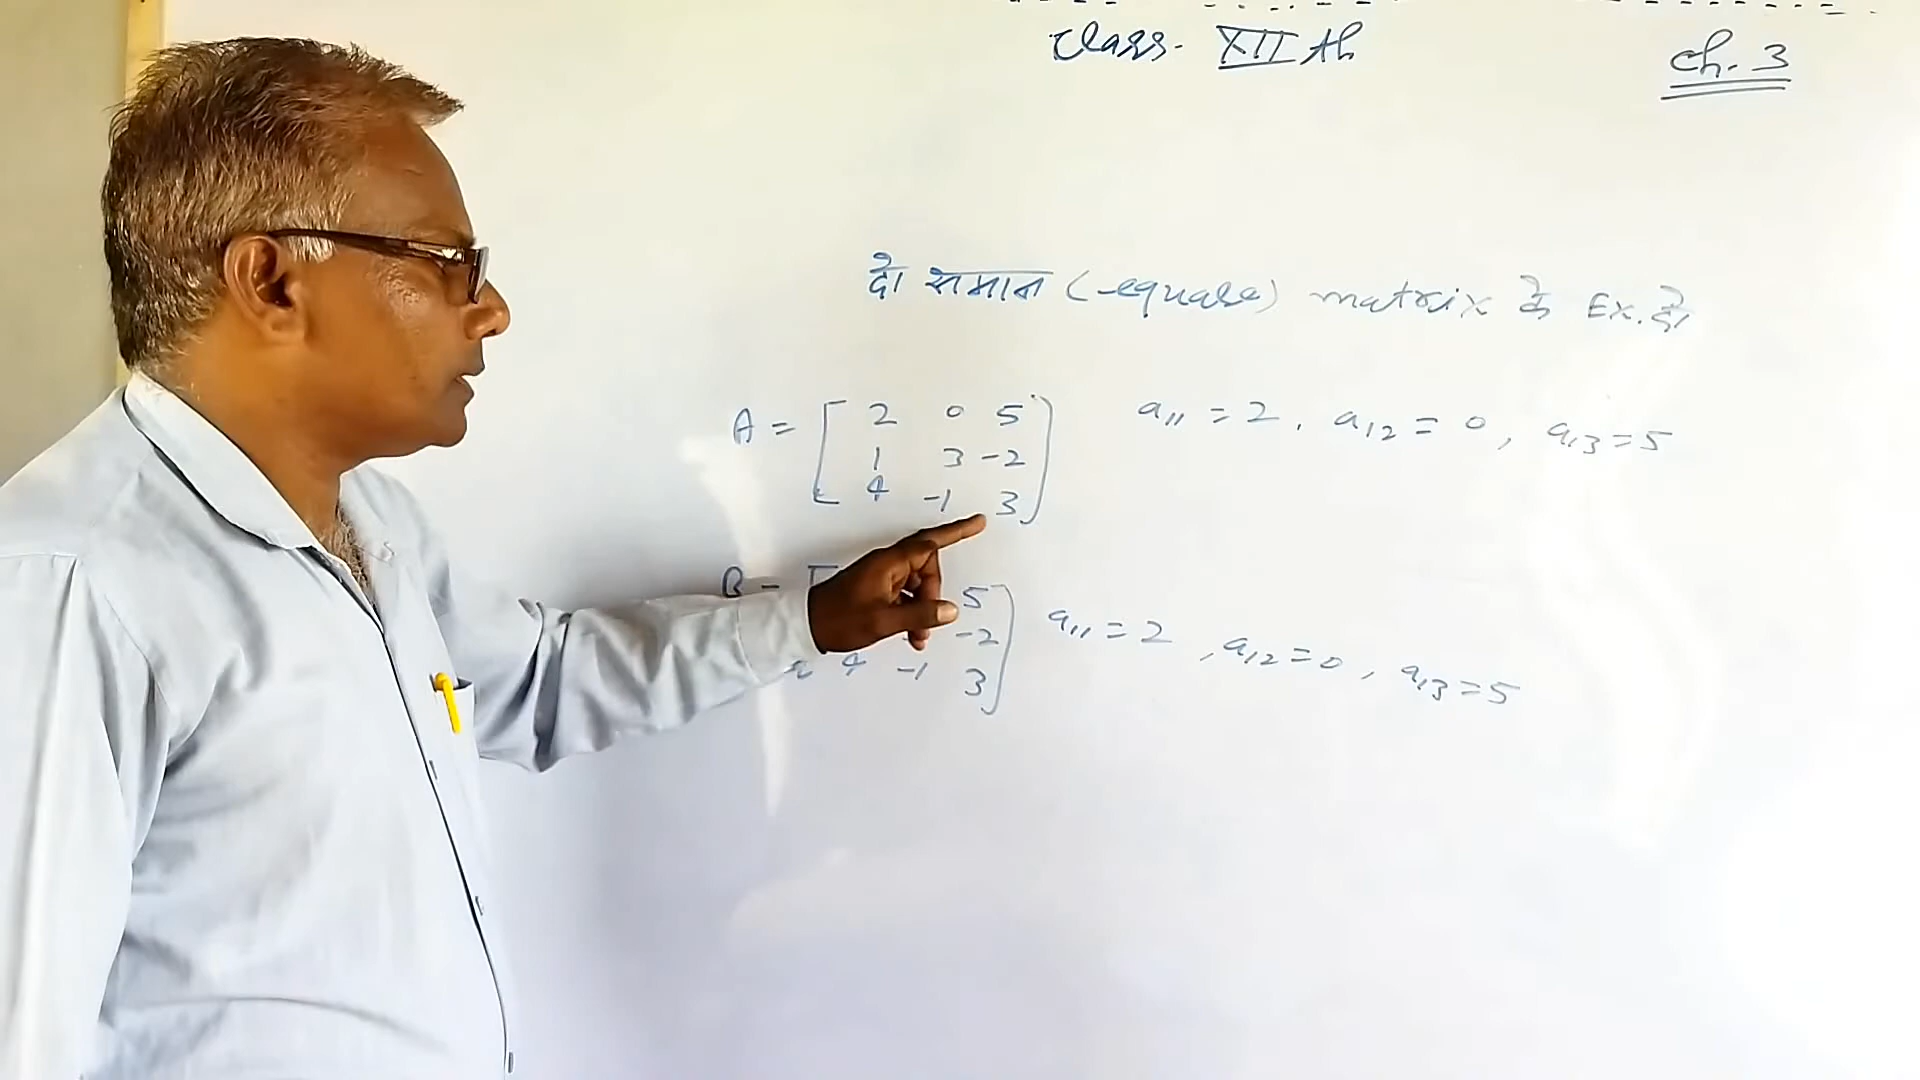 Class- XII th
Ch. 3
दो समान (equale) matrix के Ex. दो
A = [ 2 0 5
1 3 -2
4 -1 3 ]
a11 = 2, a12 = 0, a13 = 5
B = [ 5
-2
4 -1 3 ]
a11 = 2, a12 = 0, a13 = 5